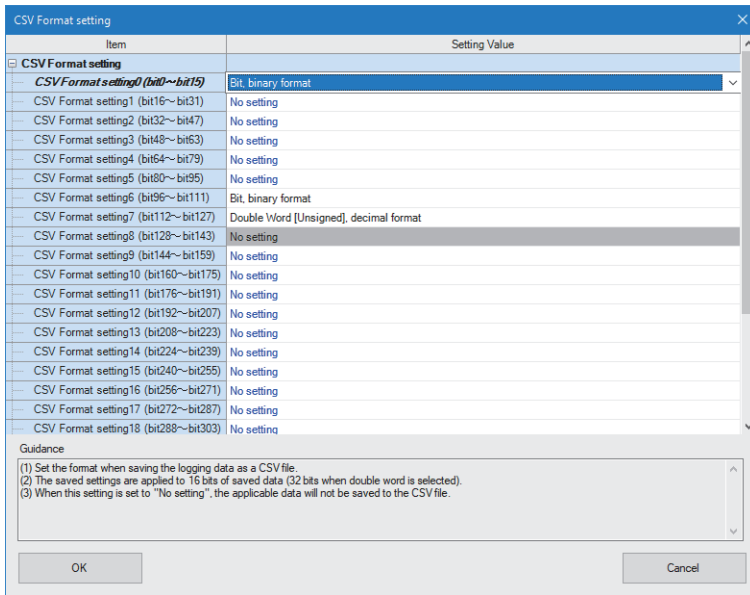 CSV Format setting
Item Setting Value
CSV Format setting
CSV Format setting0 (bit0～bit15) Bit, binary format
CSV Format setting1 (bit16～bit31) No setting
CSV Format setting2 (bit32～bit47) No setting
CSV Format setting3 (bit48～bit63) No setting
CSV Format setting4 (bit64～bit79) No setting
CSV Format setting5 (bit80～bit95) No setting
CSV Format setting6 (bit96～bit111) Bit, binary format
CSV Format setting7 (bit112～bit127) Double Word [Unsigned], decimal format
CSV Format setting8 (bit128～bit143) No setting
CSV Format setting9 (bit144～bit159) No setting
CSV Format setting10 (bit160～bit175) No setting
CSV Format setting11 (bit176～bit191) No setting
CSV Format setting12 (bit192～bit207) No setting
CSV Format setting13 (bit208～bit223) No setting
CSV Format setting14 (bit224～bit239) No setting
CSV Format setting15 (bit240～bit255) No setting
CSV Format setting16 (bit256～bit271) No setting
CSV Format setting17 (bit272～bit287) No setting
CSV Format setting18 (bit288～bit303) No setting
Guidance
(1) Set the format when saving the logging data as a CSV file.
(2) The saved settings are applied to 16 bits of saved data (32 bits when double word is selected).
(3) When this setting is set to "No setting", the applicable data will not be saved to the CSV file.
OK Cancel